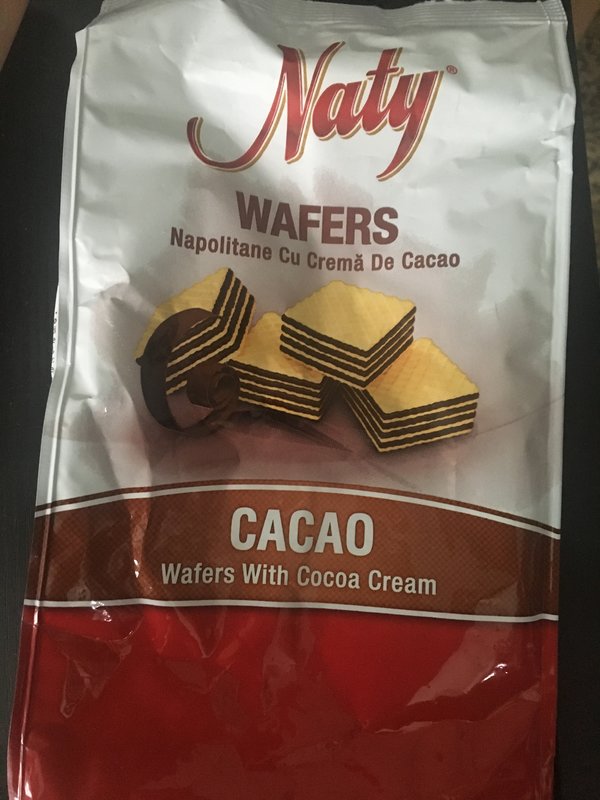 Naty®
WAFERS
Napolitane Cu Cremă De Cacao
CACAO
Wafers With Cocoa Cream